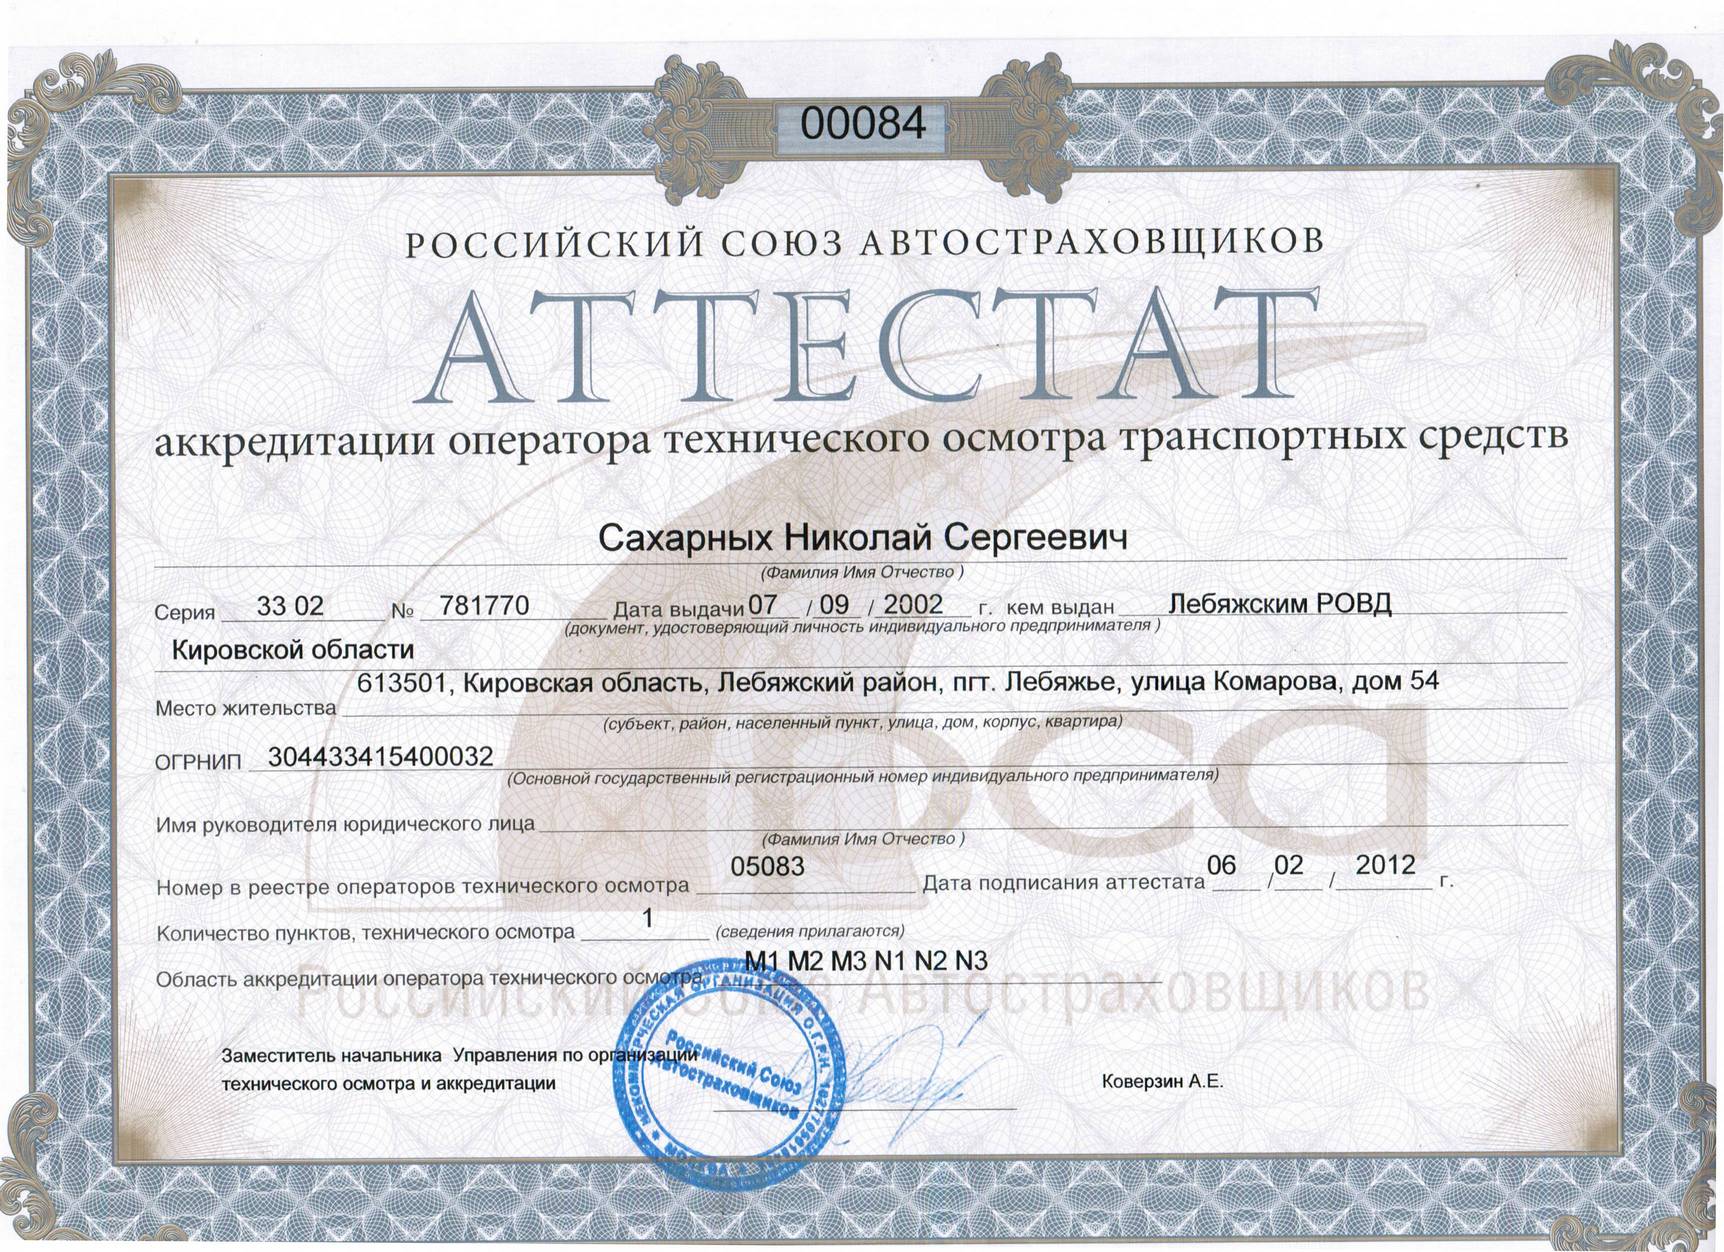 00084
РОССИЙСКИЙ СОЮЗ АВТОСТРАХОВЩИКОВ
АТТЕСТАТ
аккредитации оператора технического осмотра транспортных средств
Сахарных Николай Сергеевич
(Фамилия Имя Отчество )
Серия 33 02 № 781770 Дата выдачи 07 / 09 / 2002 г. кем выдан Лебяжским РОВД
(документ, удостоверяющий личность индивидуального предпринимателя )
Кировской области
613501, Кировская область, Лебяжский район, пгт. Лебяжье, улица Комарова, дом 54
Место жительства
(субъект, район, населенный пункт, улица, дом, корпус, квартира)
ОГРНИП 304433415400032
(Основной государственный регистрационный номер индивидуального предпринимателя)
рса
Имя руководителя юридического лица
(Фамилия Имя Отчество )
Номер в реестре операторов технического осмотра 05083 Дата подписания аттестата 06 / 02 / 2012 г.
Количество пунктов, технического осмотра 1 (сведения прилагаются)
Область аккредитации оператора технического осмотра М1 М2 М3 N1 N2 N3
Российский Союз Автостраховщиков
Заместитель начальника Управления по организации
технического осмотра и аккредитации
Коверзин А.Е.
НЕКОММЕРЧЕСКАЯ ОРГАНИЗАЦИЯ О.Г.Р.Н.
Российский Союз
Автостраховщиков
МОСКВА